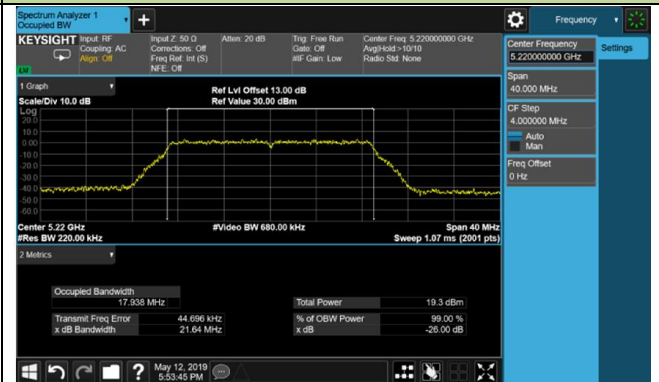 Spectrum Analyzer 1
Occupied BW
+
Frequency
KEYSIGHT
Input: RF
Coupling: AC
Align: Off
Input Z: 50 Ω
Corrections: Off
Freq Ref: Int (S)
NFE: Off
Atten: 20 dB
Trig: Free Run
Gate: Off
#IF Gain: Low
Center Freq: 5.220000000 GHz
Avg|Hold:>10/10
Radio Std: None
Center Frequency
5.220000000 GHz
Settings
Span
40.000 MHz
CF Step
4.000000 MHz
Auto
Man
Freq Offset
0 Hz
1 Graph
Scale/Div 10.0 dB
Ref Lvl Offset 13.00 dB
Ref Value 30.00 dBm
Log
20.0
10.0
0.00
-10.0
-20.0
-30.0
-40.0
-50.0
-60.0
Center 5.22 GHz
#Res BW 220.00 kHz
#Video BW 680.00 kHz
Span 40 MHz
Sweep 1.07 ms (2001 pts)
2 Metrics
Occupied Bandwidth
17.938 MHz
Total Power
19.3 dBm
Transmit Freq Error
44.696 kHz
% of OBW Power
99.00 %
x dB Bandwidth
21.64 MHz
x dB
-26.00 dB
?
May 12, 2019
5:53:45 PM